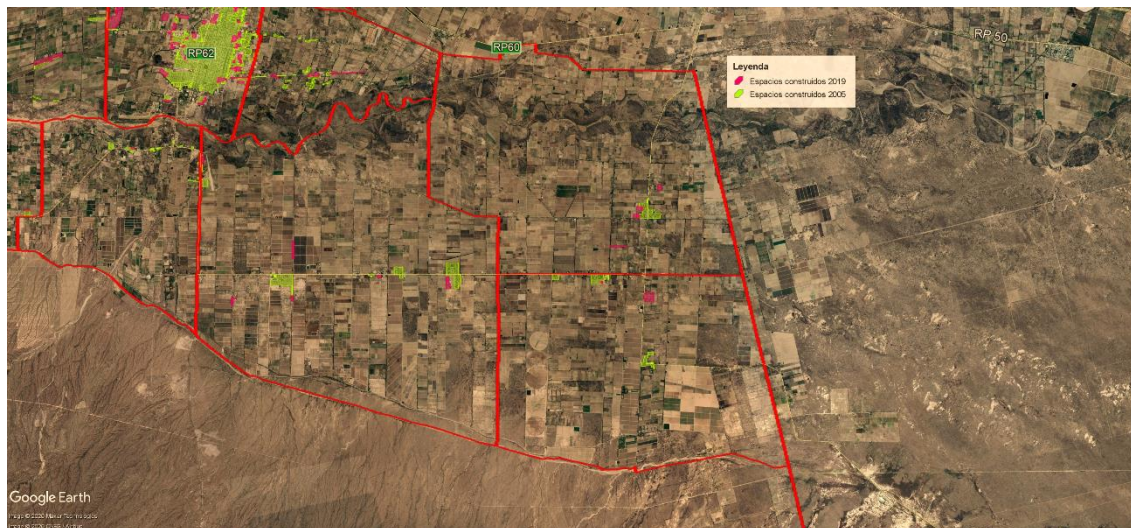 RP62
RP60
RP 50
Leyenda
Espacios construidos 2019
Espacios construidos 2005
Google Earth